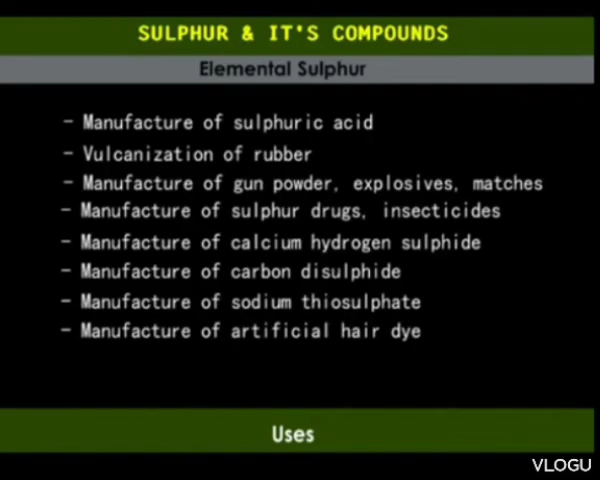 SULPHUR & IT'S COMPOUNDS
Elemental Sulphur
- Manufacture of sulphuric acid
- Vulcanization of rubber
- Manufacture of gun powder, explosives, matches
- Manufacture of sulphur drugs, insecticides
- Manufacture of calcium hydrogen sulphide
- Manufacture of carbon disulphide
- Manufacture of sodium thiosulphate
- Manufacture of artificial hair dye
Uses
VLOGU